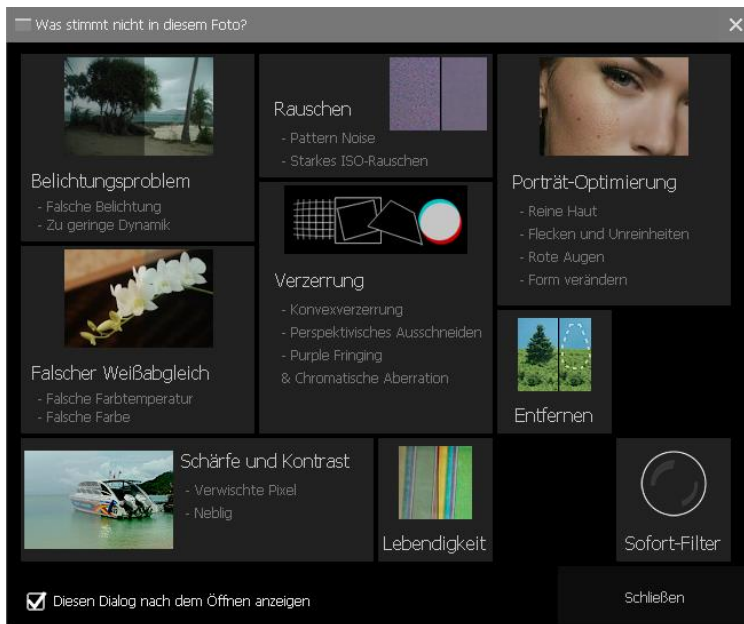 Was stimmt nicht in diesem Foto?
Belichtungsproblem
- Falsche Belichtung
- Zu geringe Dynamik
Rauschen
- Pattern Noise
- Starkes ISO-Rauschen
Porträt-Optimierung
- Reine Haut
- Flecken und Unreinheiten
- Rote Augen
- Form verändern
Falscher Weißabgleich
- Falsche Farbtemperatur
- Falsche Farbe
Verzerrung
- Konvexverzerrung
- Perspektivisches Ausschneiden
- Purple Fringing
& Chromatische Aberration
Entfernen
Schärfe und Kontrast
- Verwischte Pixel
- Neblig
Lebendigkeit
Sofort-Filter
Diesen Dialog nach dem Öffnen anzeigen
Schließen